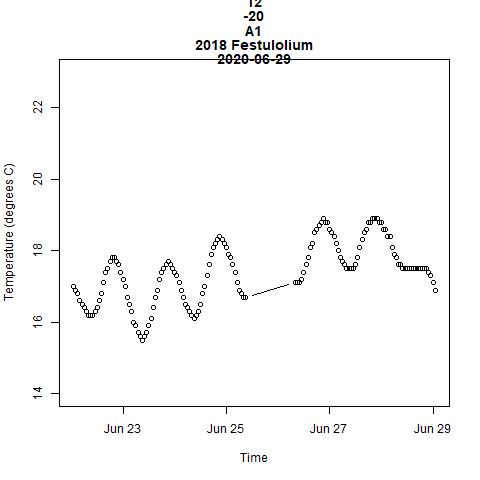 T2
-20
A1
2018 Festulolium
2020-06-29
Temperature (degrees C)
22
20
18
16
14
Jun 23 Jun 25 Jun 27 Jun 29
Time